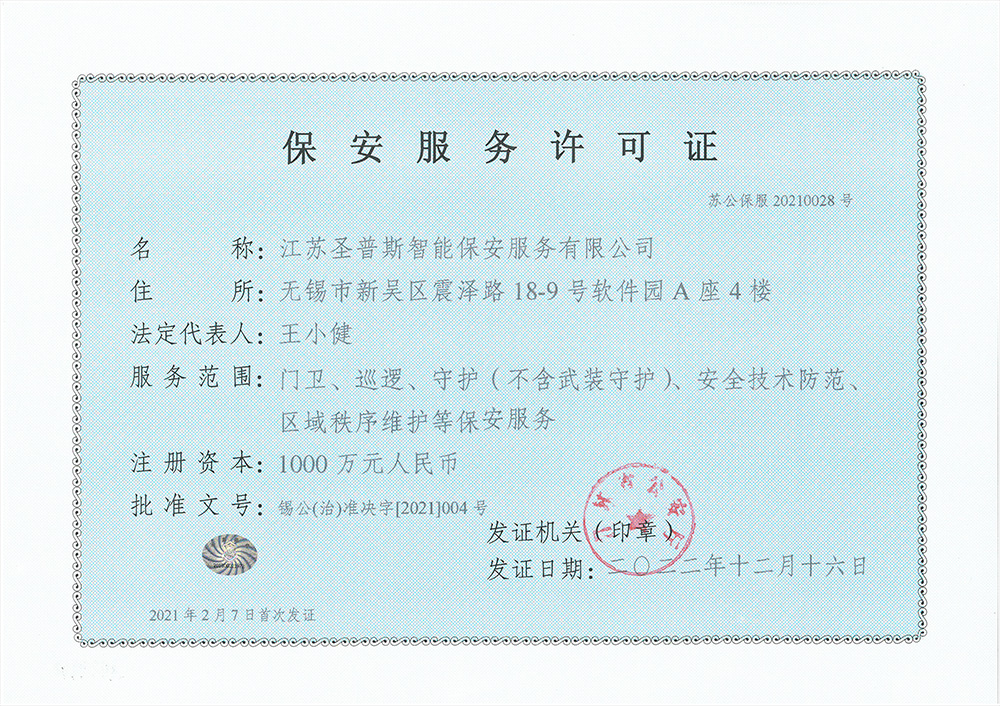 保安服务许可证
苏公保服 20210028 号
名称：江苏圣普斯智能保安服务有限公司
住所：无锡市新吴区震泽路 18-9 号软件园 A 座 4 楼
法定代表人：王小健
服务范围：门卫、巡逻、守护（不含武装守护）、安全技术防范、
区域秩序维护等保安服务
注册资本：1000 万元人民币
批准文号：锡公(治)准决字[2021]004 号
发证机关（印章）
发证日期：二〇二二年十二月十六日
2021 年 2 月 7 日首次发证